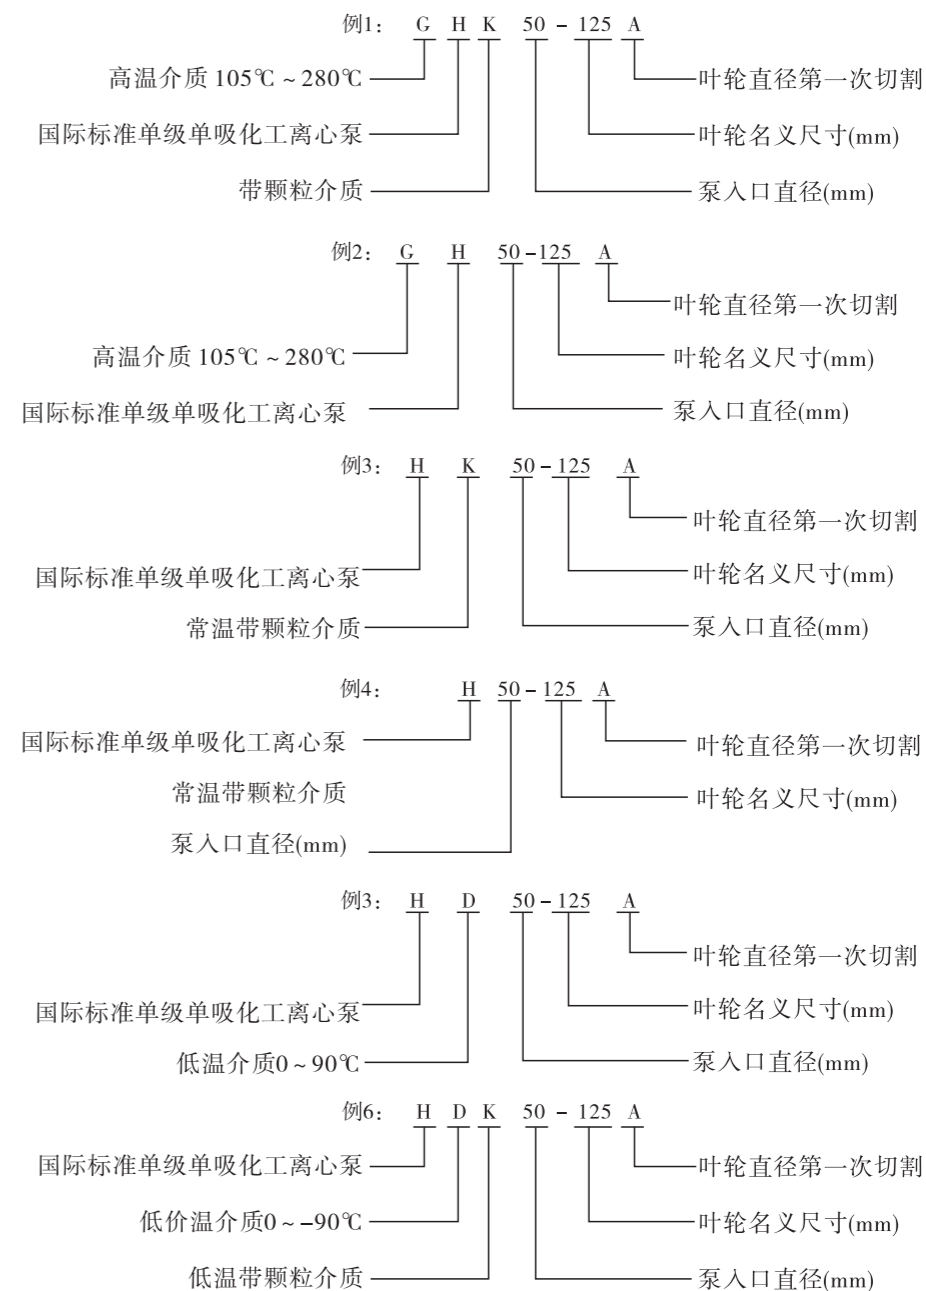 例1: G H K 50 – 125 A
高温介质 105℃ ~ 280℃
叶轮直径第一次切割
国际标准单级单吸化工离心泵
叶轮名义尺寸(mm)
带颗粒介质
泵入口直径(mm)
例2: G H 50 – 125 A
叶轮直径第一次切割
高温介质 105℃ ~ 280℃
叶轮名义尺寸(mm)
国际标准单级单吸化工离心泵
泵入口直径(mm)
例3: H K 50 – 125 A
叶轮直径第一次切割
国际标准单级单吸化工离心泵
叶轮名义尺寸(mm)
常温带颗粒介质
泵入口直径(mm)
例4: H 50 – 125 A
国际标准单级单吸化工离心泵
叶轮直径第一次切割
常温带颗粒介质
叶轮名义尺寸(mm)
泵入口直径(mm)
例3: H D 50 – 125 A
叶轮直径第一次切割
国际标准单级单吸化工离心泵
叶轮名义尺寸(mm)
低温介质0 ~ 90℃
泵入口直径(mm)
例6: H D K 50 – 125 A
国际标准单级单吸化工离心泵
叶轮直径第一次切割
低价温介质0 ~ –90℃
叶轮名义尺寸(mm)
低温带颗粒介质
泵入口直径(mm)